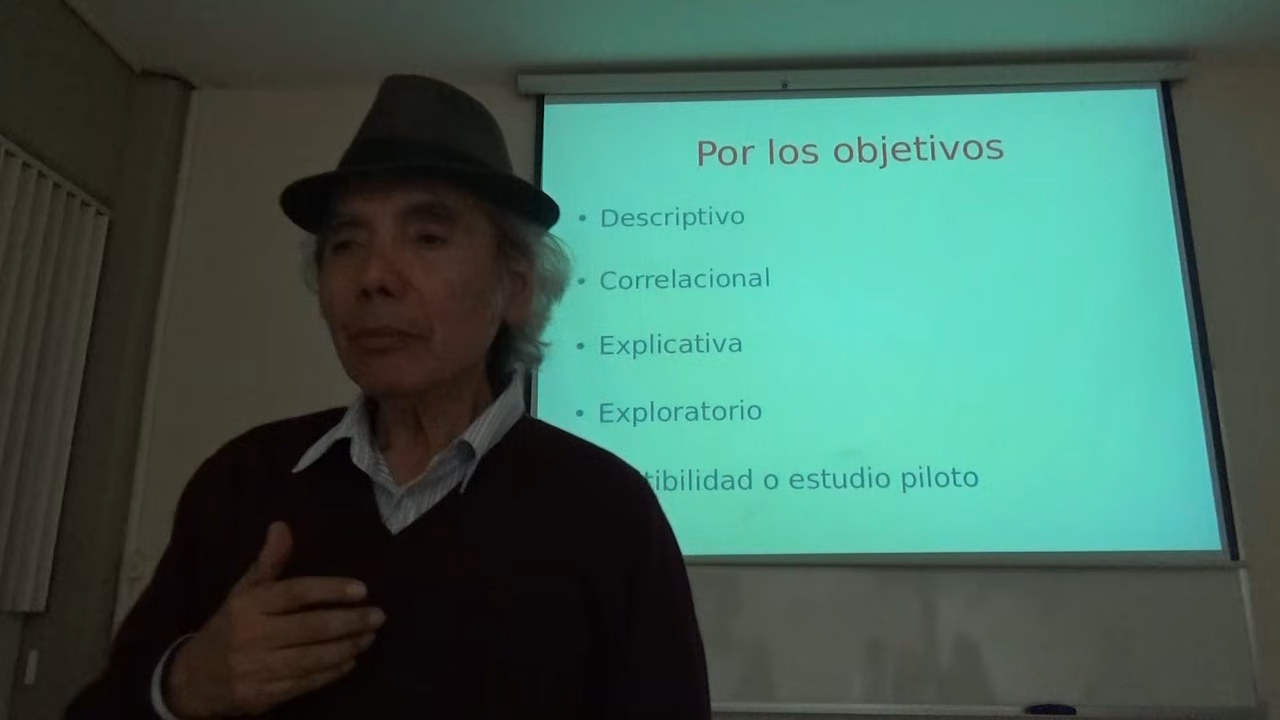 Por los objetivos
• Descriptivo
• Correlacional
• Explicativa
• Exploratorio
o estudio piloto